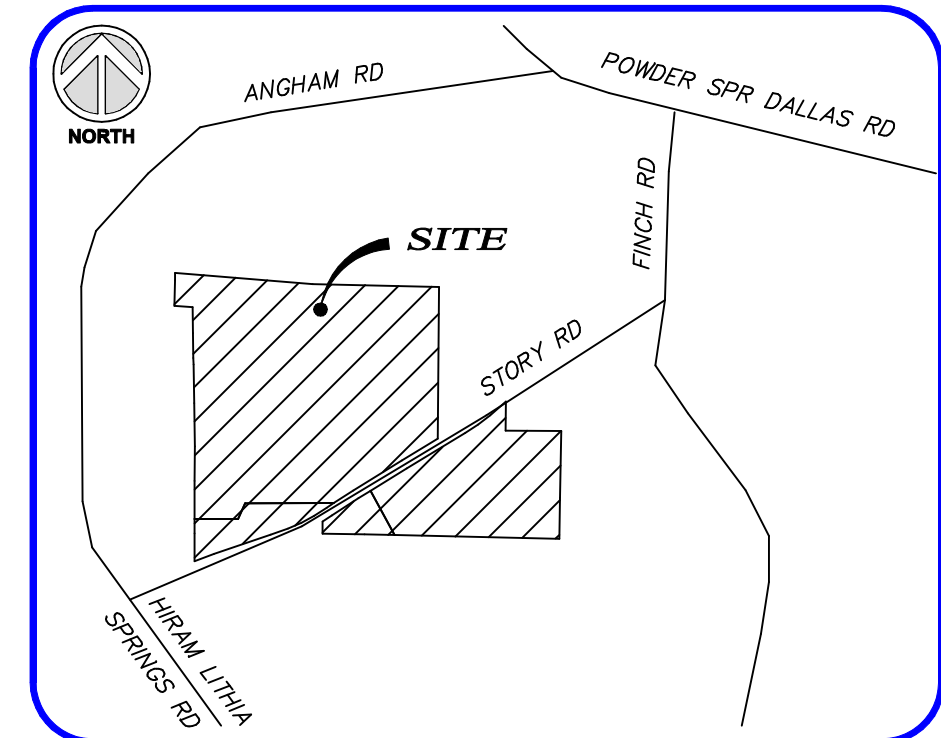 NORTH
ANGHAM RD
POWDER SPR DALLAS RD
FINCH RD
SITE
STORY RD
HIRAM LITHIA
SPRINGS RD